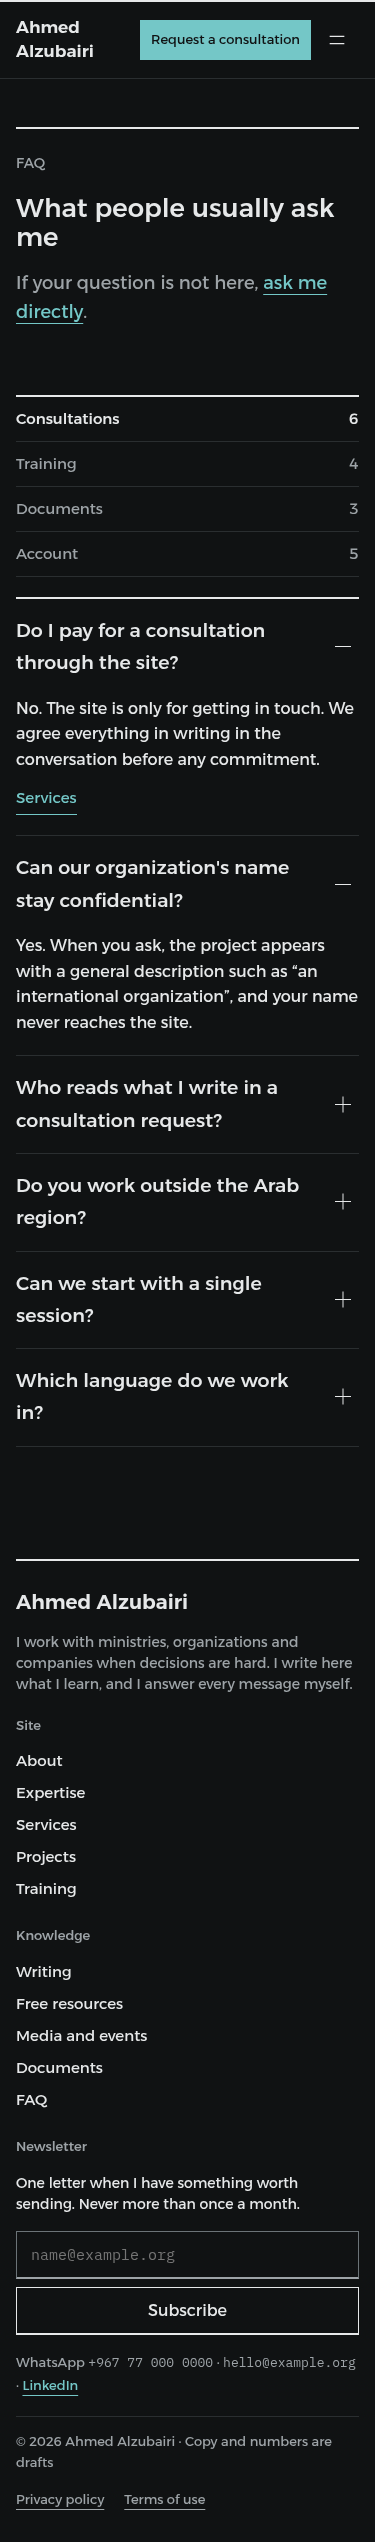 Ahmed
Alzubairi
Request a consultation
FAQ
What people usually ask
me
If your question is not here, ask me
directly.
Consultations 6
Training 4
Documents 3
Account 5
Do I pay for a consultation
through the site?
No. The site is only for getting in touch. We
agree everything in writing in the
conversation before any commitment.
Services
Can our organization's name
stay confidential?
Yes. When you ask, the project appears
with a general description such as “an
international organization”, and your name
never reaches the site.
Who reads what I write in a
consultation request?
Do you work outside the Arab
region?
Can we start with a single
session?
Which language do we work
in?
Ahmed Alzubairi
I work with ministries, organizations and
companies when decisions are hard. I write here
what I learn, and I answer every message myself.
Site
About
Expertise
Services
Projects
Training
Knowledge
Writing
Free resources
Media and events
Documents
FAQ
Newsletter
One letter when I have something worth
sending. Never more than once a month.
name@example.org
Subscribe
WhatsApp +967 77 000 0000 · hello@example.org
· LinkedIn
© 2026 Ahmed Alzubairi · Copy and numbers are
drafts
Privacy policy Terms of use